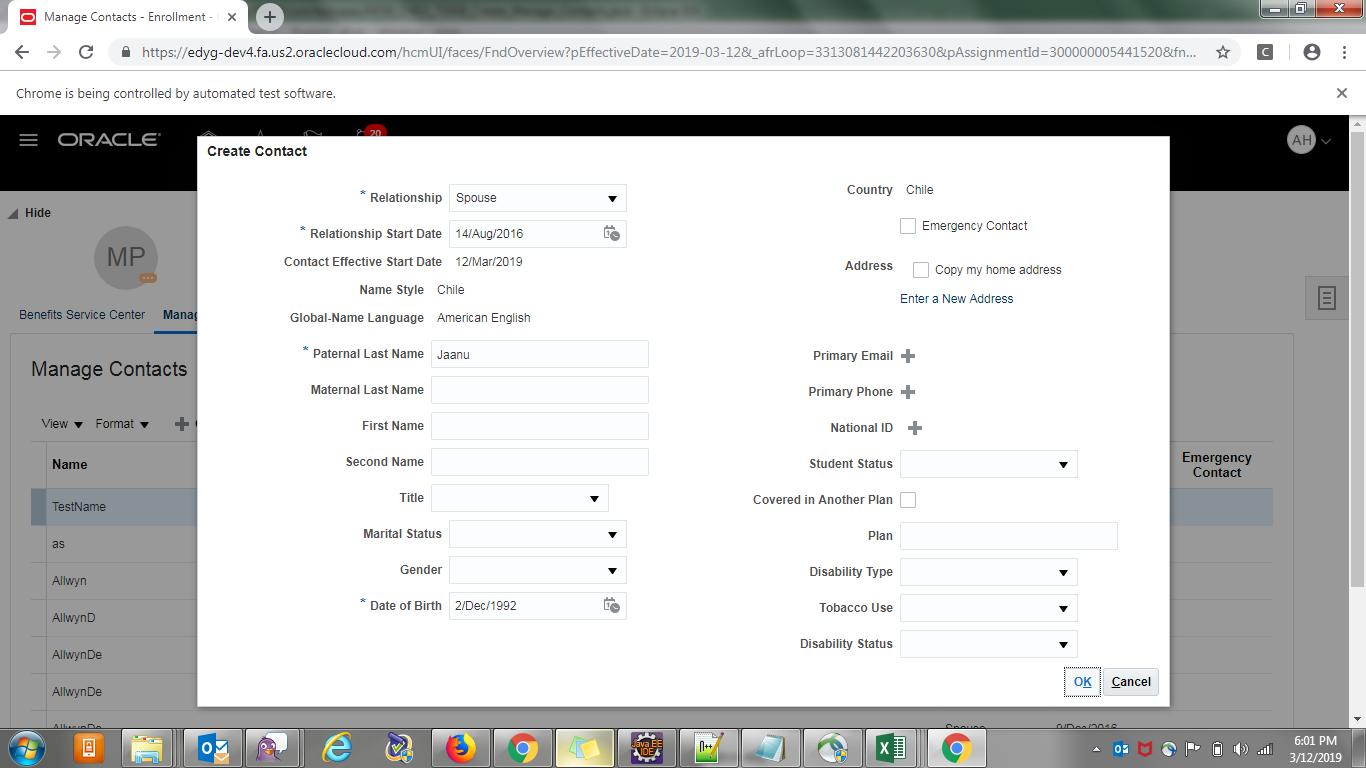 Manage Contacts - Enrollment -
https://edyg-dev4.fa.us2.oraclecloud.com/hcmUI/faces/FndOverview?pEffectiveDate=2019-03-12&_afrLoop=3313081442203630&pAssignmentId=300000005441520&fn...
C
Chrome is being controlled by automated test software.
ORACLE
20
AH
Hide
MP
Benefits Service Center
Manag
Manage Contacts
View
Format
Name
Emergency
Contact
TestName
as
Allwyn
AllwynD
AllwynDe
AllwynDe
AllwynDe
Spouse
9/Dec/2016
Create Contact
* Relationship
Spouse
* Relationship Start Date
14/Aug/2016
Contact Effective Start Date
12/Mar/2019
Name Style
Chile
Global-Name Language
American English
* Paternal Last Name
Jaanu
Maternal Last Name
First Name
Second Name
Title
Marital Status
Gender
* Date of Birth
2/Dec/1992
Country
Chile
Emergency Contact
Address
Copy my home address
Enter a New Address
Primary Email
Primary Phone
National ID
Student Status
Covered in Another Plan
Plan
Disability Type
Tobacco Use
Disability Status
OK
Cancel
Java EE
IDE
6:01 PM
3/12/2019